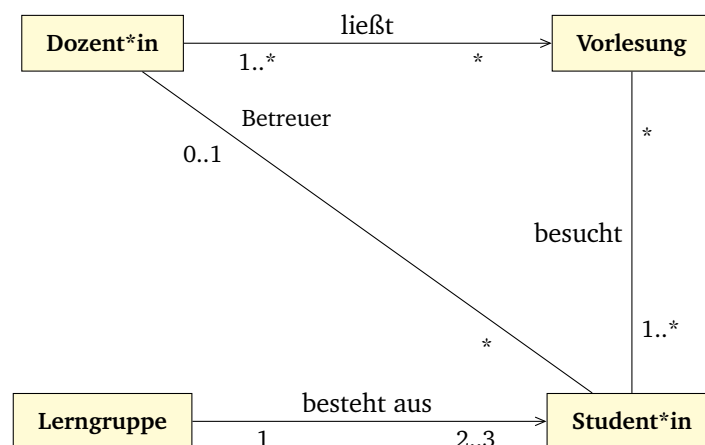 Dozent*in
ließt
Vorlesung
1..*
*
Betreuer
0..1
*
besucht
1..*
*
Lerngruppe
besteht aus
Student*in
1
2..3